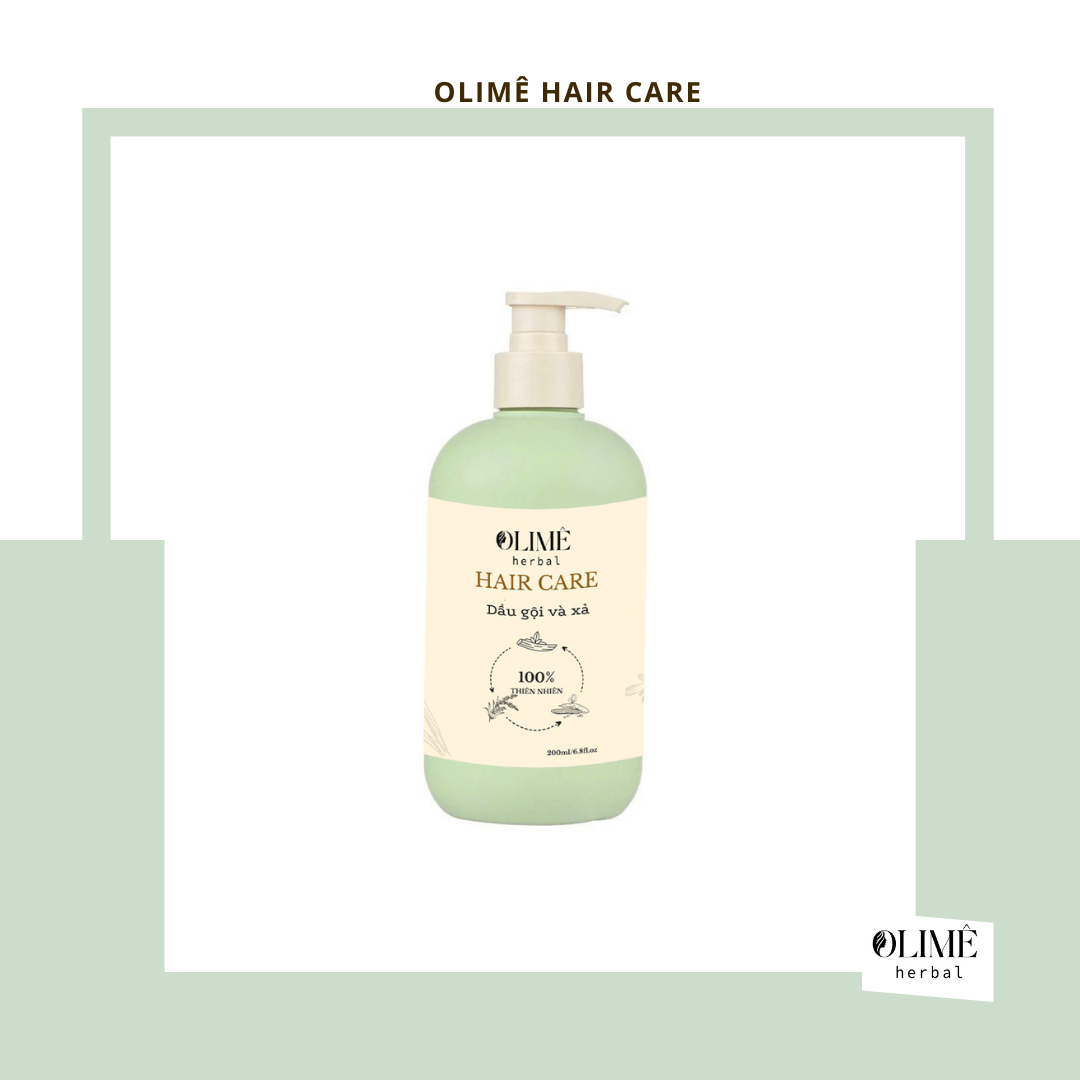 OLIMÊ HAIR CARE
OLIMÊ
herbal
HAIR CARE
Dầu gội và xả
100%
THIÊN NHIÊN
200ml/6.8fl.oz
OLIMÊ
herbal